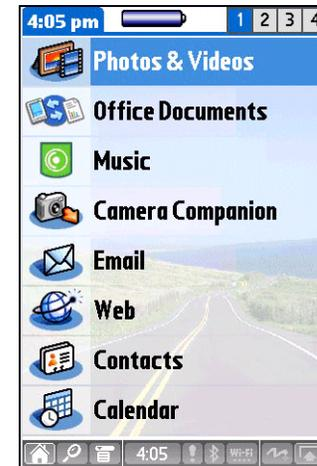 4:05 pm 1 2 3 4
Photos & Videos
Office Documents
Music
Camera Companion
Email
Web
Contacts
Calendar
4:05 Wi-Fi